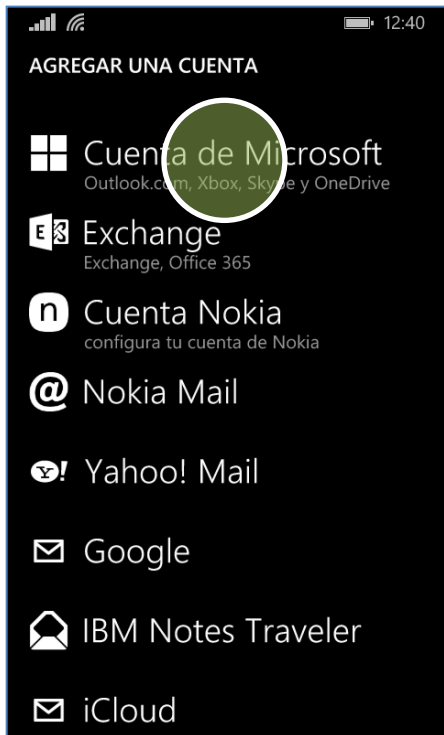 12:40
AGREGAR UNA CUENTA
Cuenta de Microsoft
Outlook.com, Xbox, Skype y OneDrive
E Exchange
Exchange, Office 365
n Cuenta Nokia
configura tu cuenta de Nokia
@ Nokia Mail
Y! Yahoo! Mail
Google
IBM Notes Traveler
iCloud